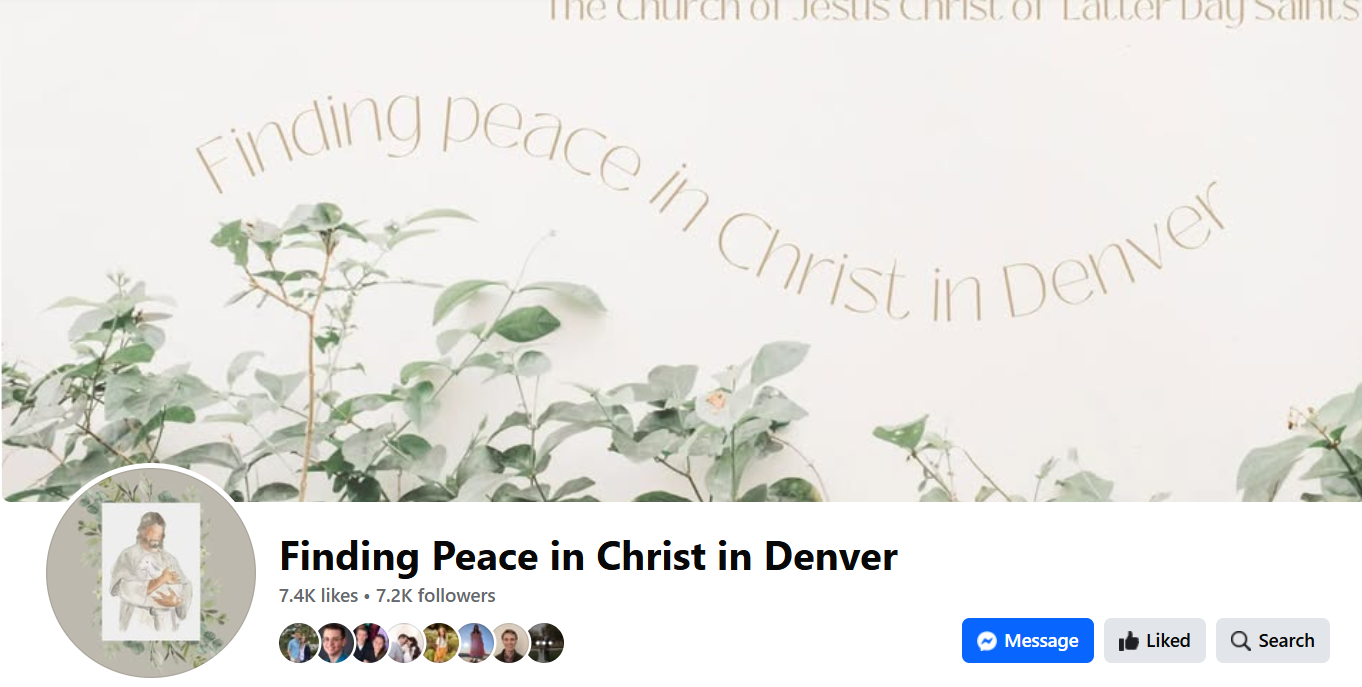 The Church of Jesus Christ of Latter Day Saints
Finding peace in Christ in Denver
Finding Peace in Christ in Denver
7.4K likes • 7.2K followers
Message
Liked
Search